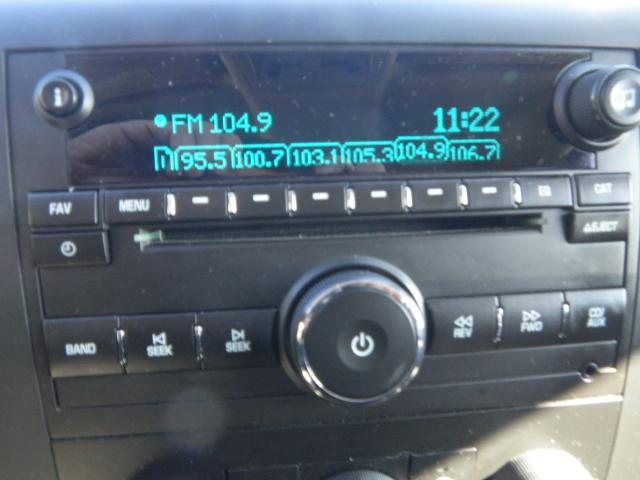 FM 104.9 11:22
1 95.5 100.7 103.1 105.3 104.9 106.7
FAV MENU EQ CAT
EJECT
BAND SEEK SEEK REV FWD CD/
AUX